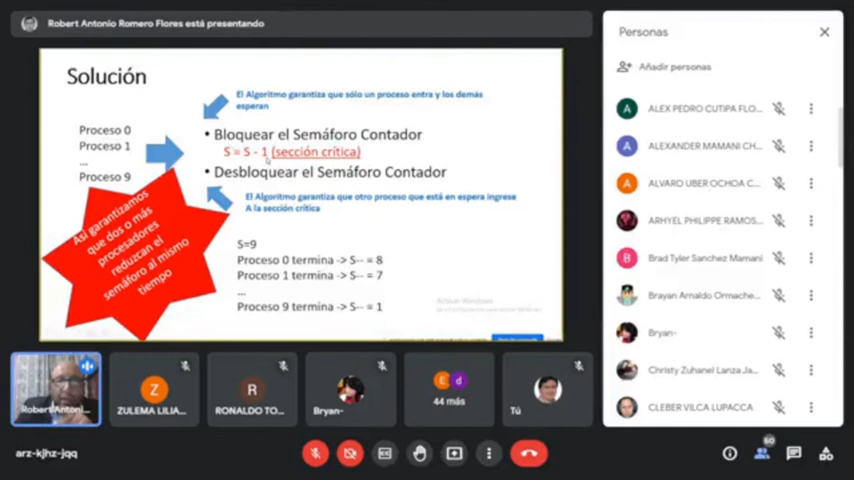 Robert Antonio Romero Flores está presentando
Solución
El Algoritmo garantiza que sólo un proceso entra y los demás
esperan
Proceso 0
Proceso 1
...
Proceso 9
• Bloquear el Semáforo Contador
S = S - 1 (sección crítica)
• Desbloquear el Semáforo Contador
El Algoritmo garantiza que otro proceso que está en espera ingrese
A la sección crítica
Así garantizamos
que dos o más
procesadores
reduzcan el
semáforo al mismo
tiempo
S=9
Proceso 0 termina -> S-- = 8
Proceso 1 termina -> S-- = 7
...
Proceso 9 termina -> S-- = 1
Activar Windows
Robert Antoni...
Z
ZULEMA LILIA...
R
RONALDO TO...
Bryan-
E d
44 más
Tú
arz-kjhz-jqq
Personas
Añadir personas
A ALEX PEDRO CUTIPA FLO...
A ALEXANDER MAMANI CH...
A ALVARO UBER OCHOA C...
ARHYEL PHILIPPE RAMOS...
B Brad Tyler Sanchez Mamani
Brayan Arnaldo Ormache...
Bryan-
Christy Zuhanel Lanza Ja...
CLEBER VILCA LUPACCA
50